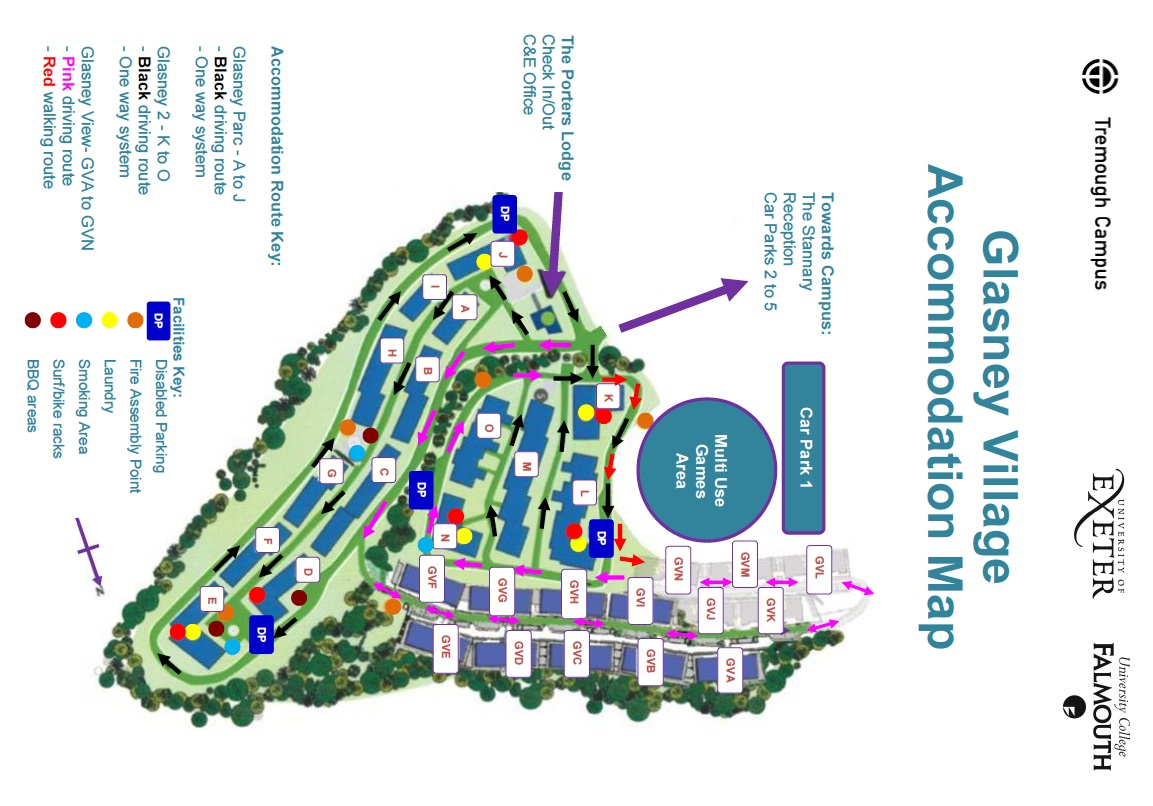 Tremough Campus
UNIVERSITY OF
EXETER
University College
FALMOUTH
Glasney Village
Accommodation Map
Towards Campus:
The Stannary
Reception
Car Parks 2 to 5
Car Park 1
Multi Use
Games
Area
The Porters Lodge
Check In/Out
C&E Office
Accommodation Route Key:
Glasney Parc - A to J
- Black driving route
- One way system
Glasney 2 - K to O
- Black driving route
- One way system
Glasney View- GVA to GVN
- Pink driving route
- Red walking route
Facilities Key:
DP Disabled Parking
Fire Assembly Point
Laundry
Smoking Area
Surf/bike racks
BBQ areas
N
GVL
GVM
GVK
GVN
GVJ
GVA
GVI
GVB
GVH
GVC
GVG
GVD
GVF
GVE
K
L
DP
M
O
N
DP
J
DP
A
I
B
H
C
G
D
F
E
DP